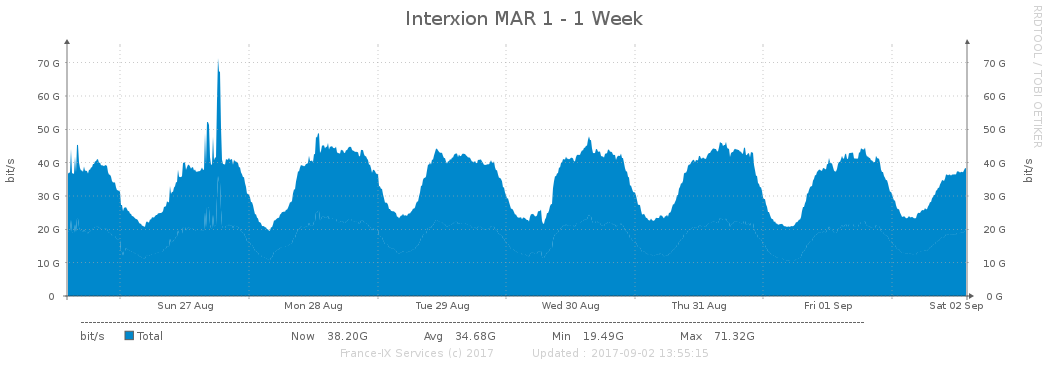 Interxion MAR 1 - 1 Week
RRDTOOL / TOBI OETIKER
bit/s
70 G 70 G
60 G 60 G
50 G 50 G
40 G 40 G
30 G 30 G
20 G 20 G
10 G 10 G
0 0 G
bit/s
Sun 27 Aug Mon 28 Aug Tue 29 Aug Wed 30 Aug Thu 31 Aug Fri 01 Sep Sat 02 Sep
bit/s Total Now 38.20G Avg 34.68G Min 19.49G Max 71.32G
France-IX Services (c) 2017 Updated : 2017-09-02 13:55:15